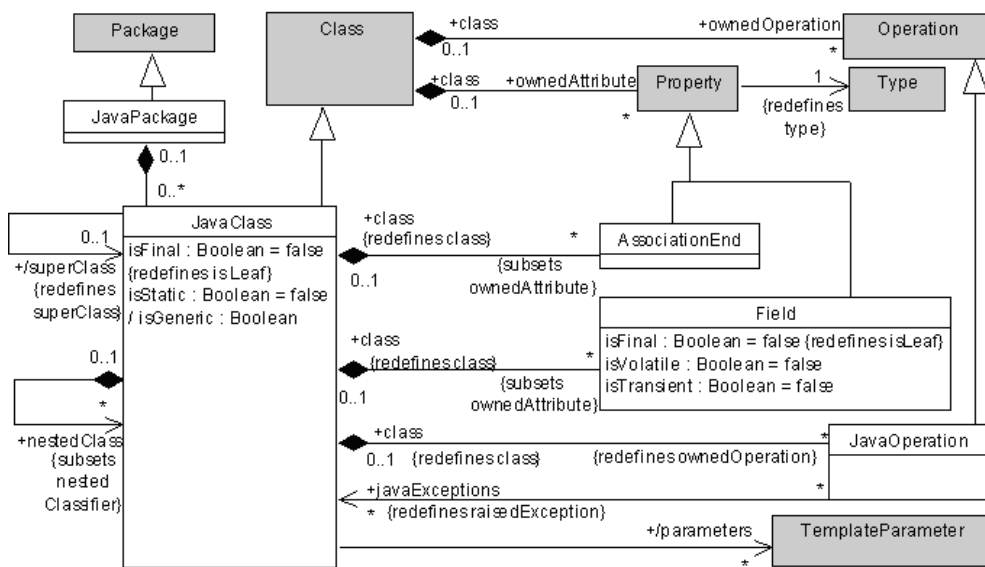 Package
Class
+class
0..1
+ownedOperation
*
Operation
+class
0..1
+ownedAttribute
*
Property
1
{redefines
type}
Type
JavaPackage
0..1
0..*
JavaClass
isFinal : Boolean = false
{redefines isLeaf}
isStatic : Boolean = false
/ isGeneric : Boolean
0..1
+/superClass
{redefines
superClass}
0..1
*
+nestedClass
{subsets
nested
Classifier}
+class
{redefines class}
0..1
*
{subsets
ownedAttribute}
AssociationEnd
+class
{redefines class}
0..1
*
{subsets
ownedAttribute}
Field
isFinal : Boolean = false {redefines isLeaf}
isVolatile : Boolean = false
isTransient : Boolean = false
+class
0..1
{redefines class}
*
{redefines ownedOperation}
JavaOperation
+javaExceptions
*
{redefines raisedException}
*
+/parameters
*
TemplateParameter